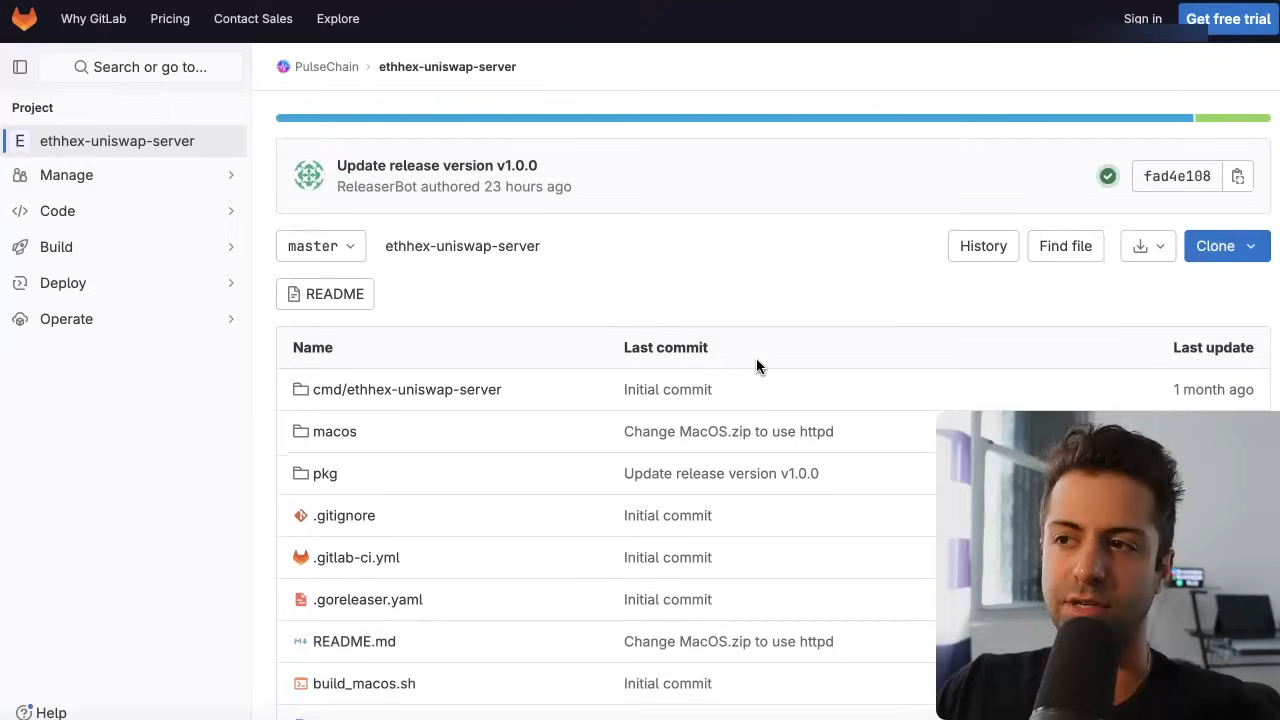 Why GitLab Pricing Contact Sales Explore Sign in Get free trial
Search or go to...
PulseChain › ethhex-uniswap-server
Project
E ethhex-uniswap-server
Manage
Code
Build
Deploy
Operate
Help
Update release version v1.0.0
ReleaserBot authored 23 hours ago
fad4e108
master ethhex-uniswap-server History Find file Clone
README
Name Last commit Last update
cmd/ethhex-uniswap-server Initial commit 1 month ago
macos Change MacOS.zip to use httpd
pkg Update release version v1.0.0
.gitignore Initial commit
.gitlab-ci.yml Initial commit
.goreleaser.yaml Initial commit
M+ README.md Change MacOS.zip to use httpd
build_macos.sh Initial commit